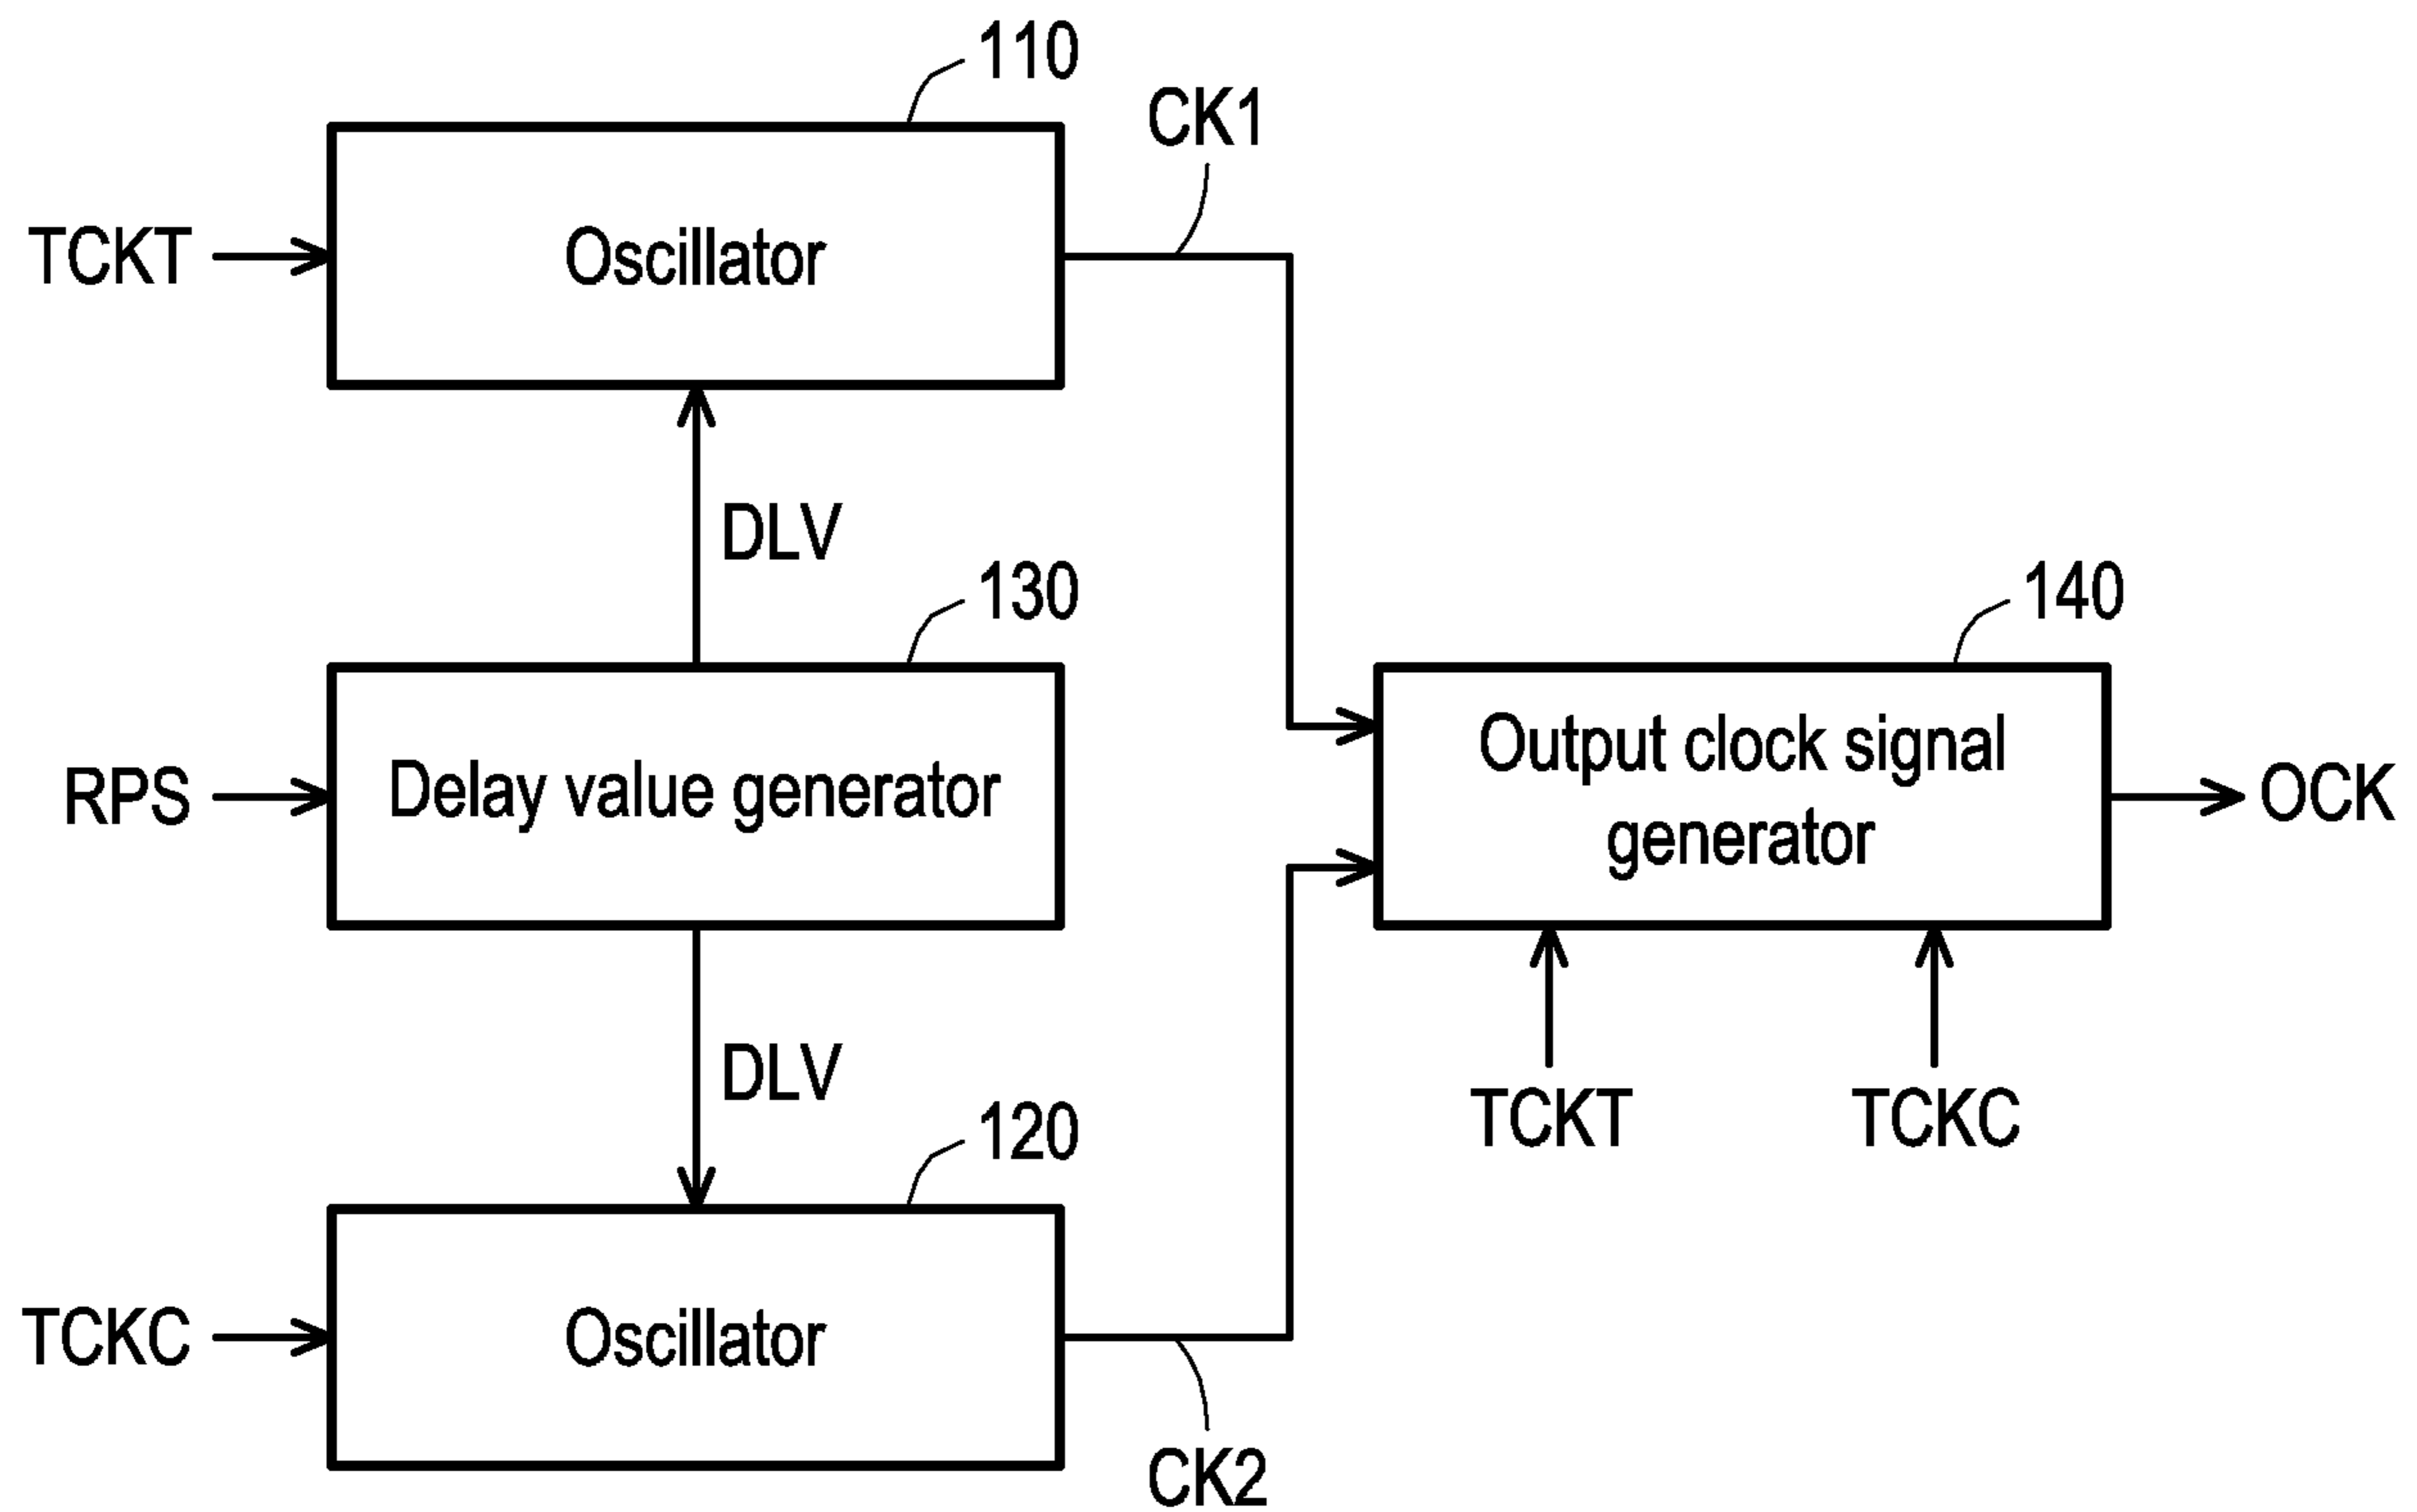 110
CK1
TCKT
Oscillator
DLV
130
140
RPS
Delay value generator
Output clock signal
generator
OCK
DLV
120
TCKT
TCKC
TCKC
Oscillator
CK2